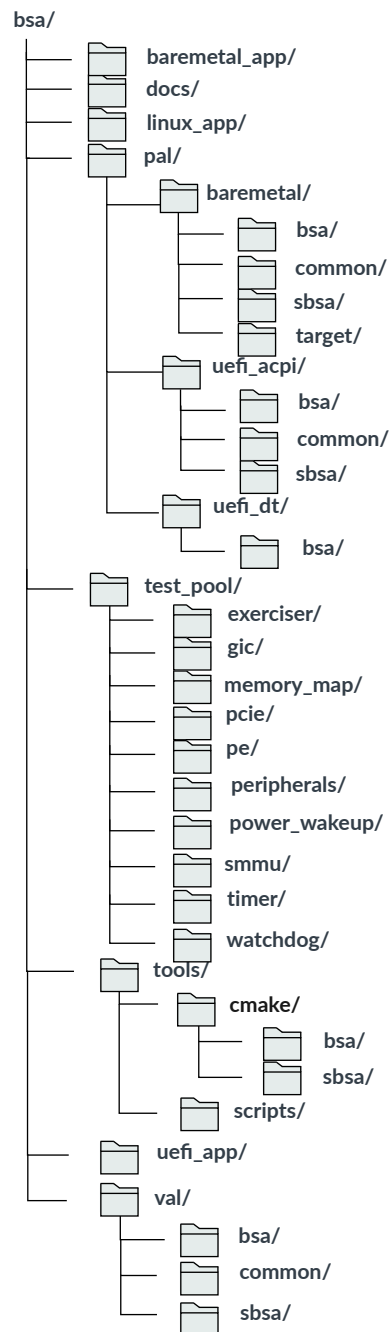 bsa/
baremetal_app/
docs/
linux_app/
pal/
baremetal/
bsa/
common/
sbsa/
target/
uefi_acpi/
bsa/
common/
sbsa/
uefi_dt/
bsa/
test_pool/
exerciser/
gic/
memory_map/
pcie/
pe/
peripherals/
power_wakeup/
smmu/
timer/
watchdog/
tools/
cmake/
bsa/
sbsa/
scripts/
uefi_app/
val/
bsa/
common/
sbsa/